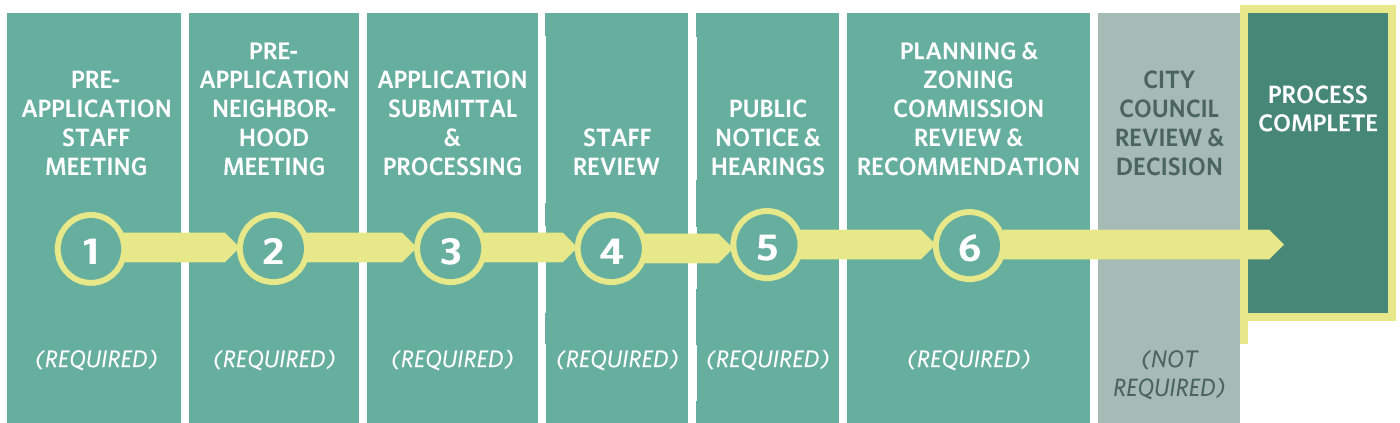 PRE-
APPLICATION
STAFF
MEETING
1
(REQUIRED)
PRE-
APPLICATION
NEIGHBOR-
HOOD
MEETING
2
(REQUIRED)
APPLICATION
SUBMITTAL
&
PROCESSING
3
(REQUIRED)
STAFF
REVIEW
4
(REQUIRED)
PUBLIC
NOTICE &
HEARINGS
5
(REQUIRED)
PLANNING &
ZONING
COMMISSION
REVIEW &
RECOMMENDATION
6
(REQUIRED)
CITY
COUNCIL
REVIEW &
DECISION
(NOT
REQUIRED)
PROCESS
COMPLETE